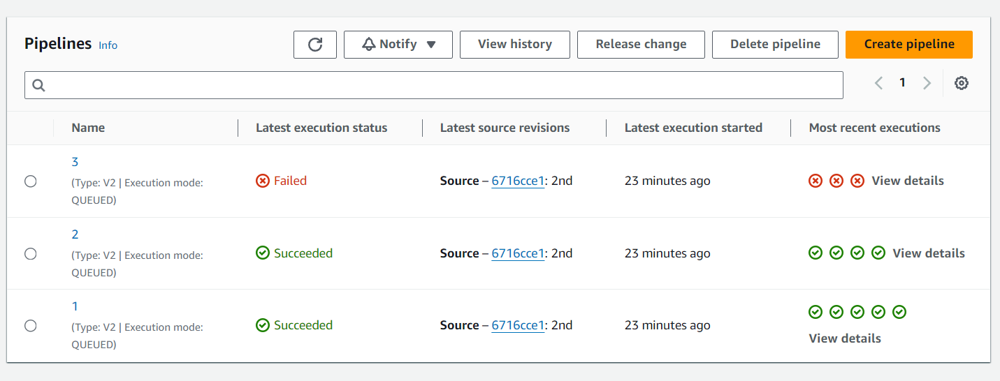 Pipelines Info
Notify
View history
Release change
Delete pipeline
Create pipeline
1
Name
Latest execution status
Latest source revisions
Latest execution started
Most recent executions
3
(Type: V2 | Execution mode:
QUEUED)
Failed
Source – 6716cce1: 2nd
23 minutes ago
View details
2
(Type: V2 | Execution mode:
QUEUED)
Succeeded
Source – 6716cce1: 2nd
23 minutes ago
View details
1
(Type: V2 | Execution mode:
QUEUED)
Succeeded
Source – 6716cce1: 2nd
23 minutes ago
View details